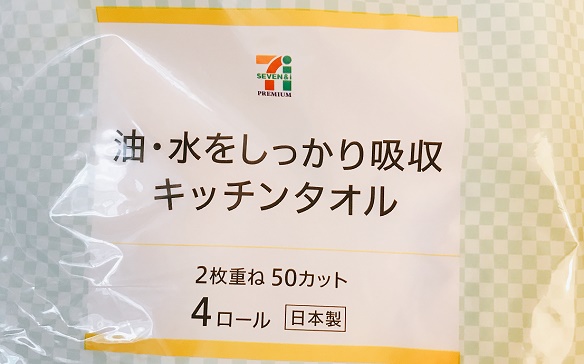 7i
SEVEN&i
PREMIUM
油・水をしっかり吸収
キッチンタオル
2枚重ね 50カット
4ロール 日本製